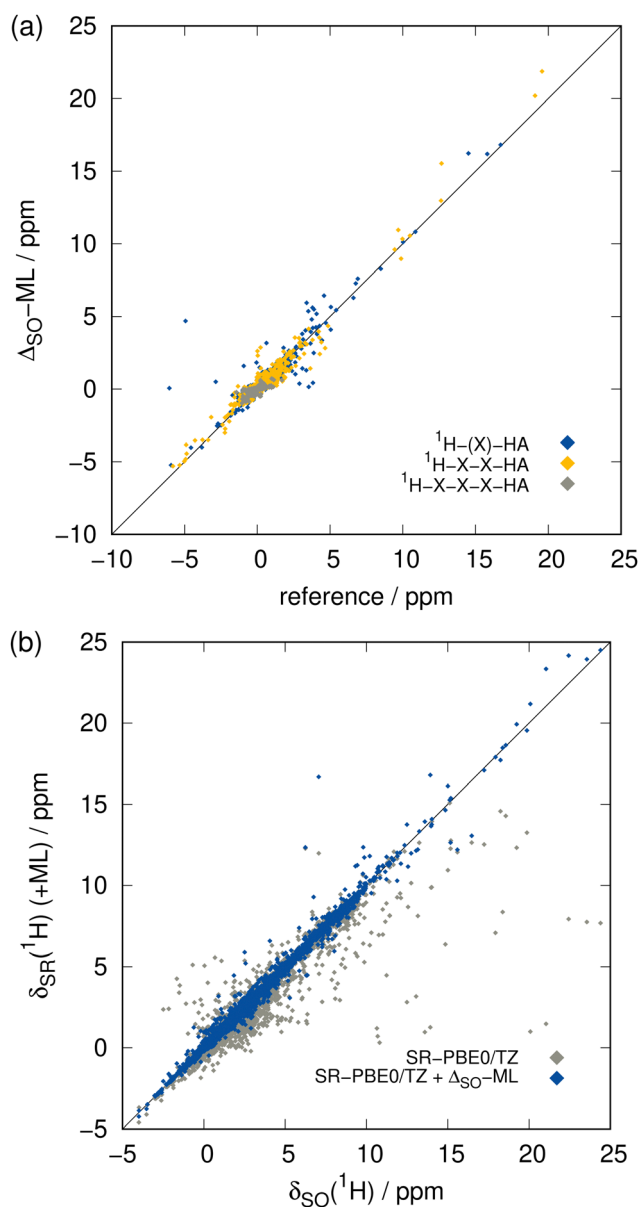 (a)
25
20
15
10
5
0
−5
−10
Δ_SO−ML / ppm
¹H−(X)−HA
¹H−X−X−HA
¹H−X−X−X−HA
−10 −5 0 5 10 15 20 25
reference / ppm
(b)
25
20
15
10
5
0
−5
δ_SR(¹H) (+ML) / ppm
SR−PBE0/TZ
SR−PBE0/TZ + Δ_SO−ML
−5 0 5 10 15 20 25
δ_SO(¹H) / ppm